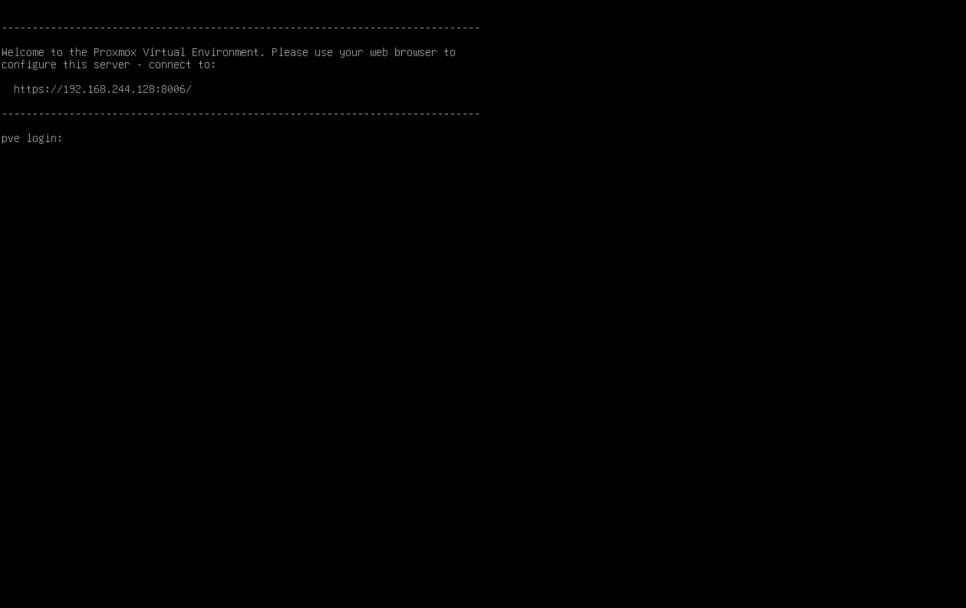 ------------------------------------------------------------------------------
Welcome to the Proxmox Virtual Environment. Please use your web browser to
configure this server - connect to:
https://192.168.244.128:8006/
------------------------------------------------------------------------------
pve login: